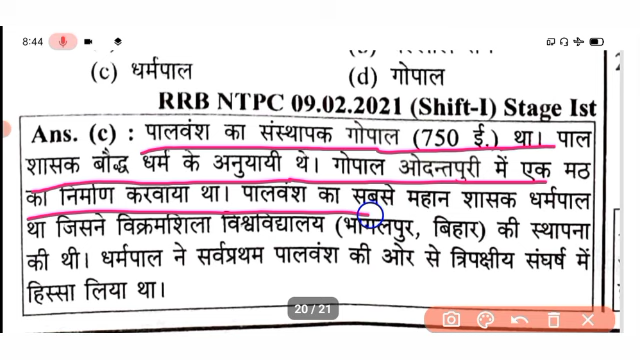 8:44
(c) धर्मपाल (d) गोपाल
RRB NTPC 09.02.2021 (Shift-I) Stage Ist
Ans. (c) : पालवंश का संस्थापक गोपाल (750 ई.) था। पाल
शासक बौद्ध धर्म के अनुयायी थे। गोपाल ओदन्तपुरी में एक मठ
का निर्माण करवाया था। पालवंश का सबसे महान शासक धर्मपाल
था जिसने विक्रमशिला विश्वविद्यालय (भागलपुर, बिहार) की स्थापना
की थी। धर्मपाल ने सर्वप्रथम पालवंश की ओर से त्रिपक्षीय संघर्ष में
हिस्सा लिया था।
20 / 21